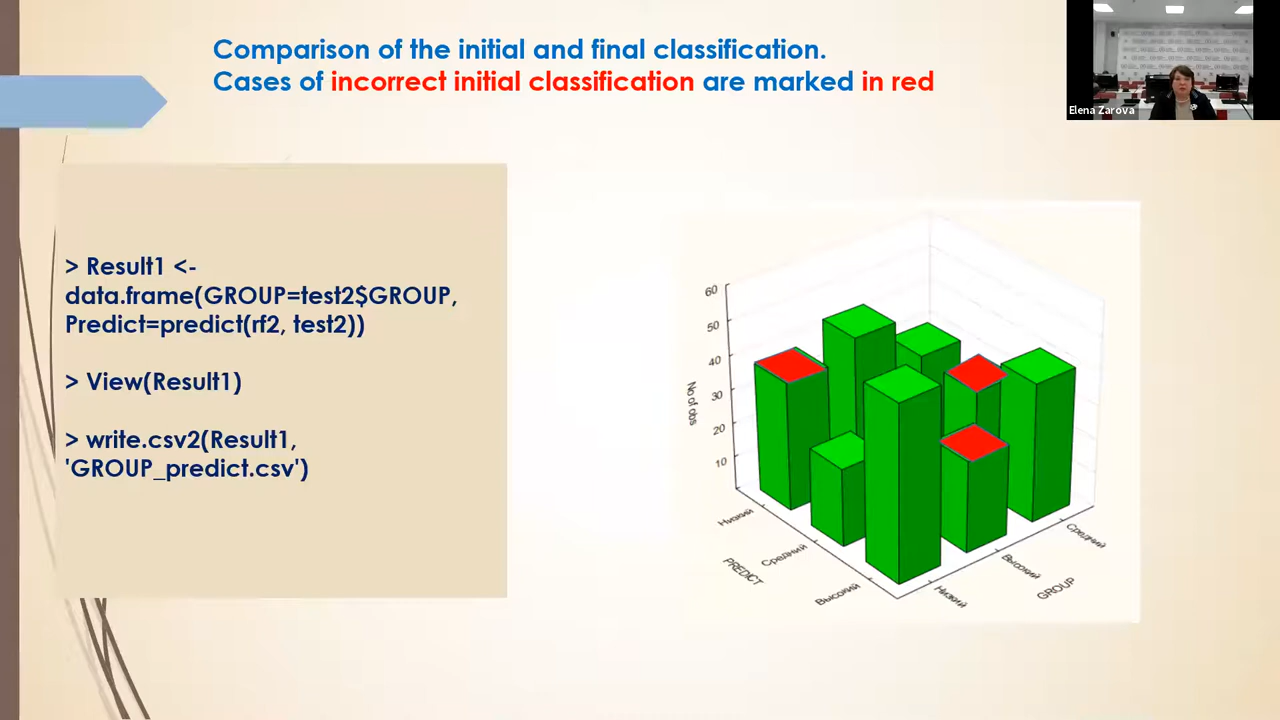 Comparison of the initial and final classification.
Cases of incorrect initial classification are marked in red
Elena Zarova
> Result1 <-
data.frame(GROUP=test2$GROUP,
Predict=predict(rf2, test2))
> View(Result1)
> write.csv2(Result1,
'GROUP_predict.csv')
60
50
40
30
20
10
No of obs
Низкий
Средний
Высокий
PREDICT
Низкий
Высокий
Средний
GROUP